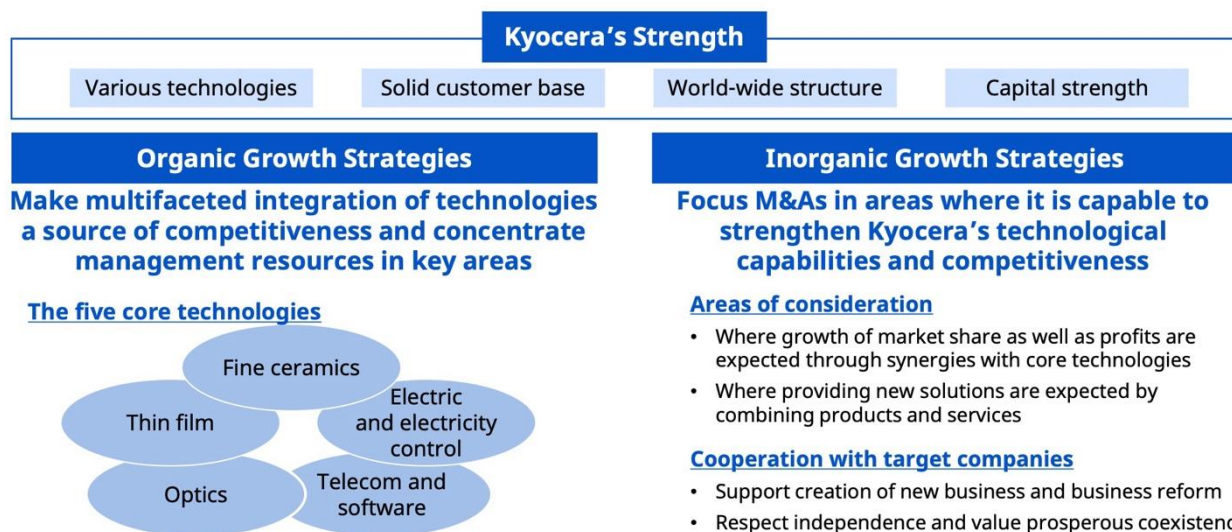 Kyocera's Strength
Various technologies
Solid customer base
World-wide structure
Capital strength
Organic Growth Strategies
Make multifaceted integration of technologies
a source of competitiveness and concentrate
management resources in key areas
The five core technologies
Fine ceramics
Thin film
Electric
and electricity
control
Optics
Telecom and
software
Inorganic Growth Strategies
Focus M&As in areas where it is capable to
strengthen Kyocera's technological
capabilities and competitiveness
Areas of consideration
• Where growth of market share as well as profits are
expected through synergies with core technologies
• Where providing new solutions are expected by
combining products and services
Cooperation with target companies
• Support creation of new business and business reform
• Respect independence and value prosperous